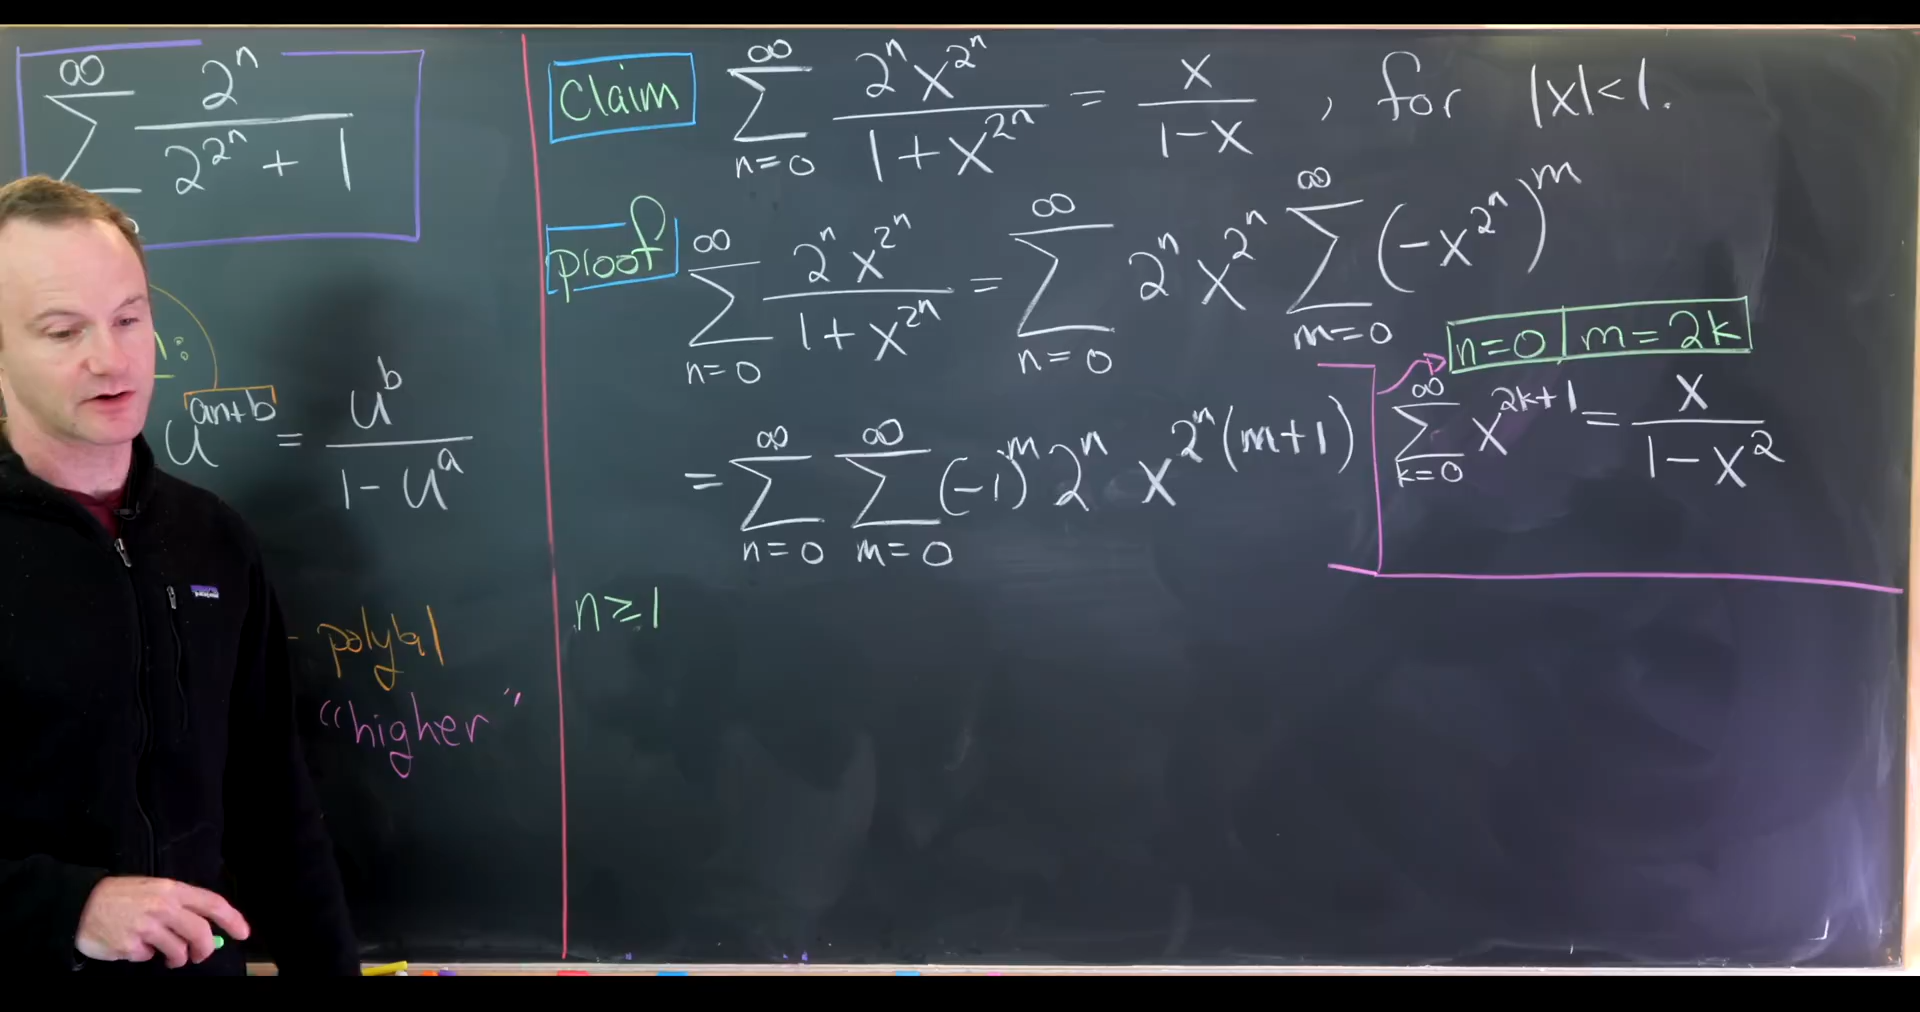 ∑_{n=0}^{∞} 2^n / (2^{2^n} + 1)
n:
u^{an+b} = u^b / (1 - u^a)
- polybal
"higher"
Claim ∑_{n=0}^{∞} 2^n x^{2^n} / (1 + x^{2^n}) = x / (1 - x) , for |x| < 1.
Proof ∑_{n=0}^{∞} 2^n x^{2^n} / (1 + x^{2^n}) = ∑_{n=0}^{∞} 2^n x^{2^n} ∑_{m=0}^{∞} (-x^{2^n})^m
= ∑_{n=0}^{∞} ∑_{m=0}^{∞} (-1)^m 2^n x^{2^n(m+1)}
n=0 | m=2k
∑_{k=0}^{∞} x^{2k+1} = x / (1 - x^2)
n ≥ 1
patagonia